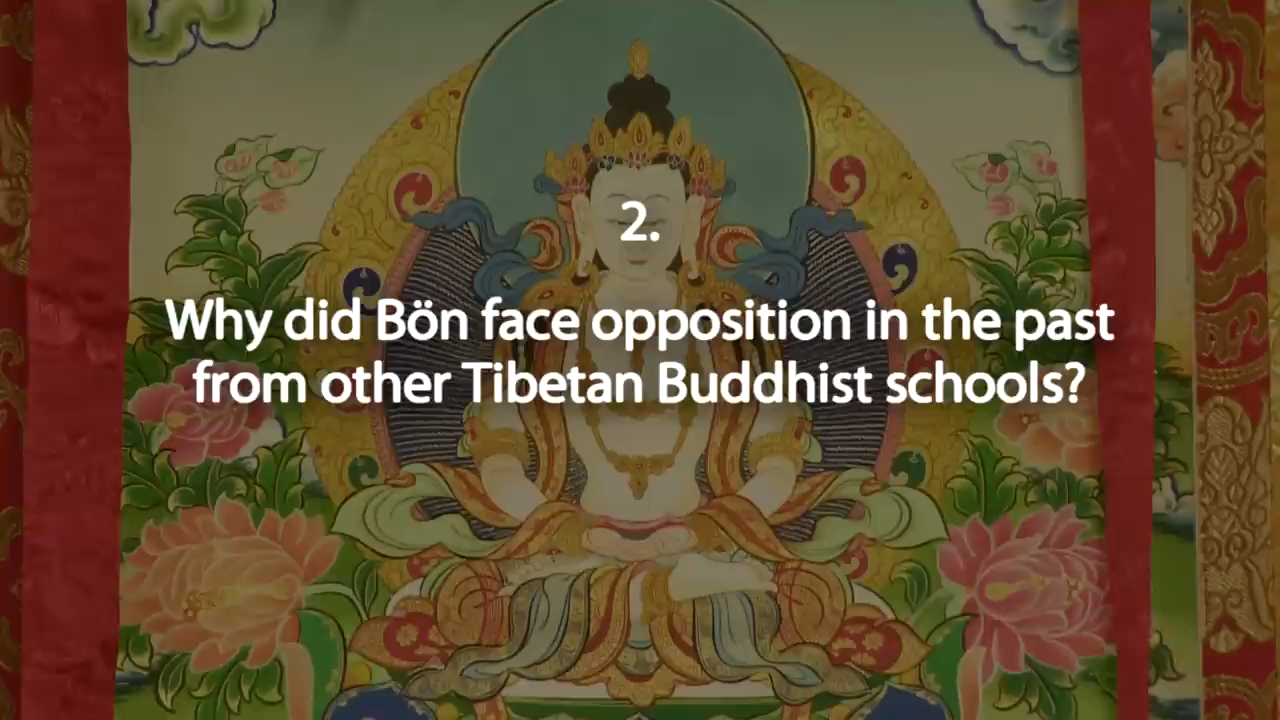 2.
Why did Bön face opposition in the past
from other Tibetan Buddhist schools?